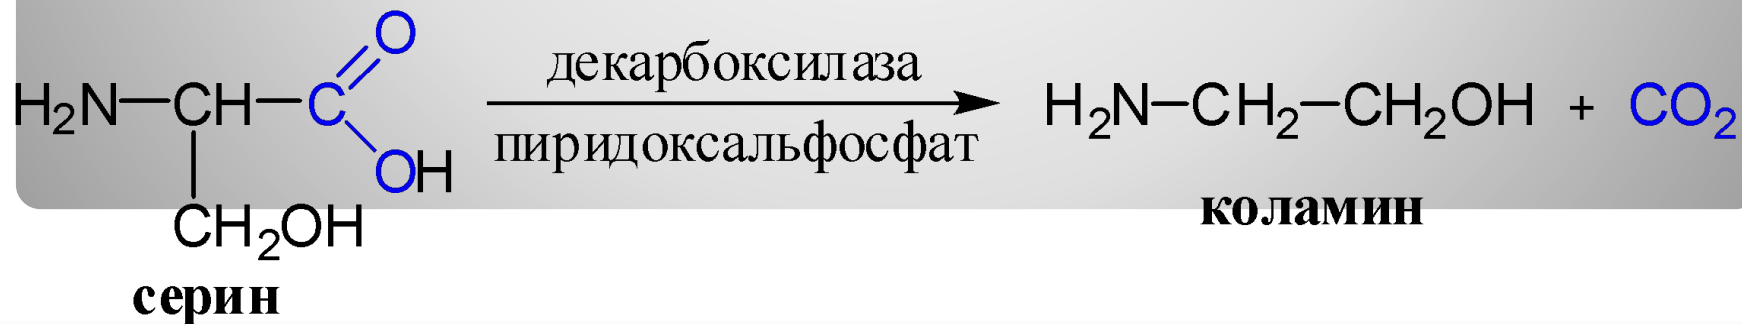 O
декарбоксилаза
H₂N—CH—C
H₂N—CH₂—CH₂OH + CO₂
пиридоксальфосфат
OH
коламин
CH₂OH
серин